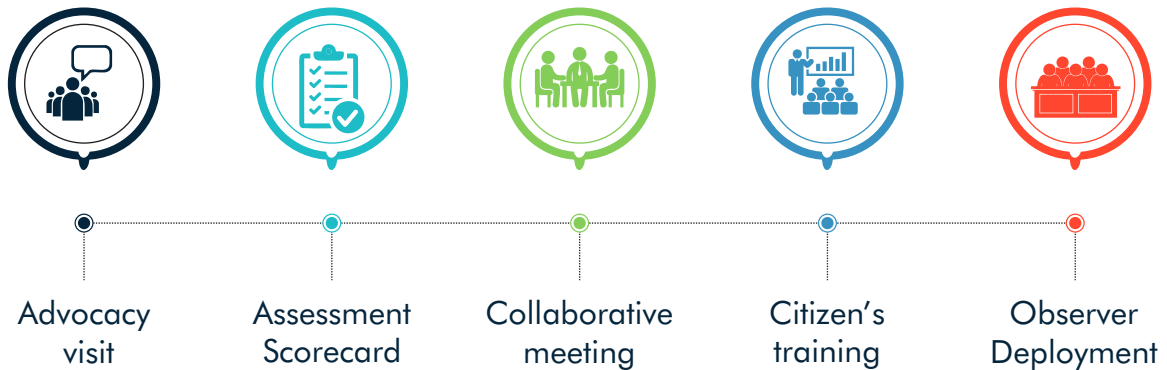 Advocacy
visit
Assessment
Scorecard
Collaborative
meeting
Citizen’s
training
Observer
Deployment